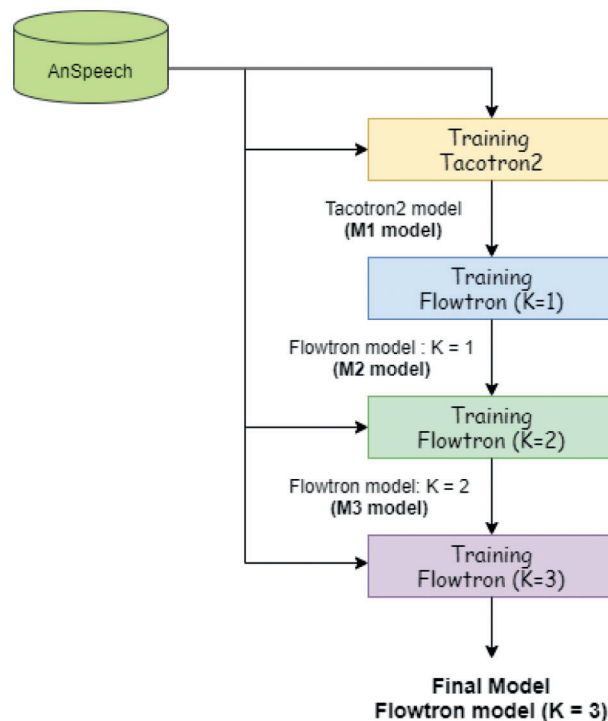 AnSpeech
Training
Tacotron2
Tacotron2 model
(M1 model)
Training
Flowtron (K=1)
Flowtron model : K = 1
(M2 model)
Training
Flowtron (K=2)
Flowtron model: K = 2
(M3 model)
Training
Flowtron (K=3)
Final Model
Flowtron model (K = 3)